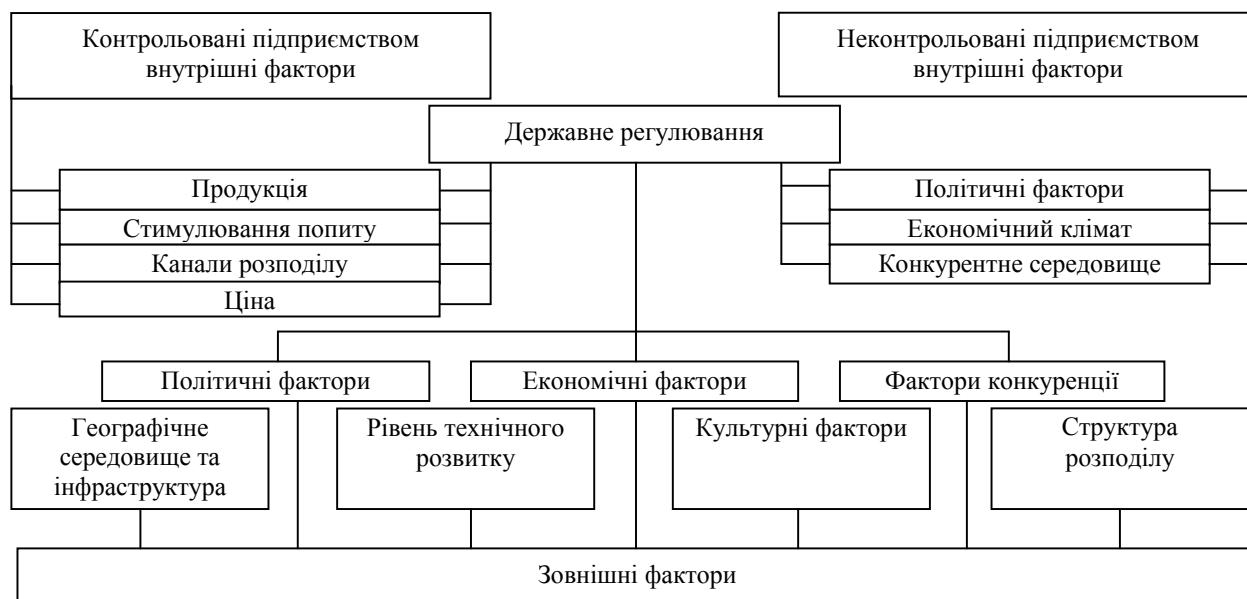 Контрольовані підприємством
внутрішні фактори
Неконтрольовані підприємством
внутрішні фактори
Державне регулювання
Продукція
Стимулювання попиту
Канали розподілу
Ціна
Політичні фактори
Економічний клімат
Конкурентне середовище
Політичні фактори
Економічні фактори
Фактори конкуренції
Географічне
середовище та
інфраструктура
Рівень технічного
розвитку
Культурні фактори
Структура
розподілу
Зовнішні фактори